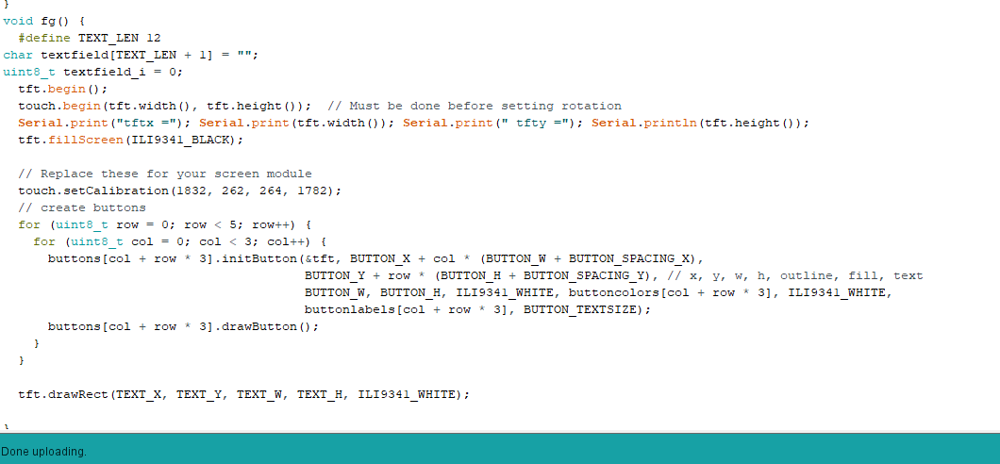 }
void fg() {
  #define TEXT_LEN 12
char textfield[TEXT_LEN + 1] = "";
uint8_t textfield_i = 0;
  tft.begin();
  touch.begin(tft.width(), tft.height());  // Must be done before setting rotation
  Serial.print("tftx ="); Serial.print(tft.width()); Serial.print(" tfty ="); Serial.println(tft.height());
  tft.fillScreen(ILI9341_BLACK);

  // Replace these for your screen module
  touch.setCalibration(1832, 262, 264, 1782);
  // create buttons
  for (uint8_t row = 0; row < 5; row++) {
    for (uint8_t col = 0; col < 3; col++) {
      buttons[col + row * 3].initButton(&tft, BUTTON_X + col * (BUTTON_W + BUTTON_SPACING_X),
                                        BUTTON_Y + row * (BUTTON_H + BUTTON_SPACING_Y), // x, y, w, h, outline, fill, text
                                        BUTTON_W, BUTTON_H, ILI9341_WHITE, buttoncolors[col + row * 3], ILI9341_WHITE,
                                        buttonlabels[col + row * 3], BUTTON_TEXTSIZE);
      buttons[col + row * 3].drawButton();
    }
  }

  tft.drawRect(TEXT_X, TEXT_Y, TEXT_W, TEXT_H, ILI9341_WHITE);

}
Done uploading.